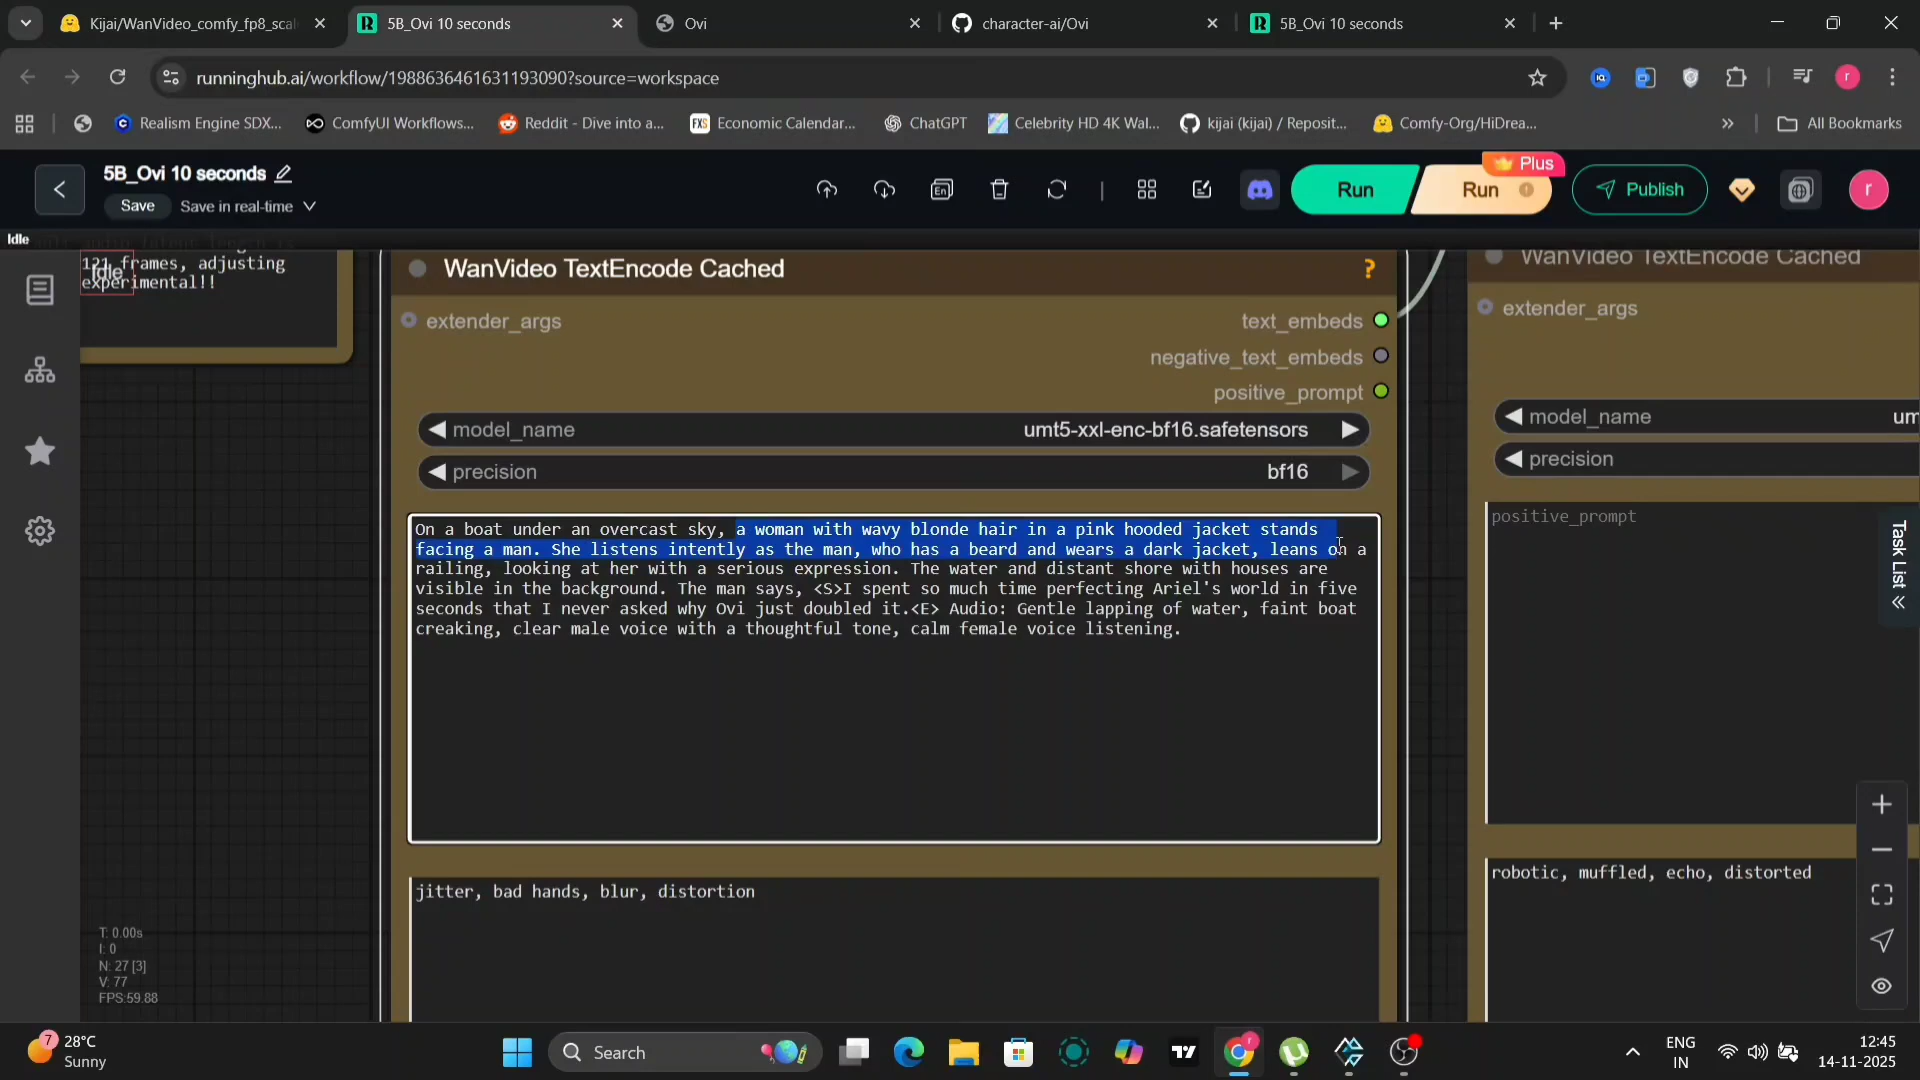 Kijai/WanVideo_comfy_fp8_scal
5B_Ovi 10 seconds
Ovi
character-ai/Ovi
5B_Ovi 10 seconds
runninghub.ai/workflow/1988636461631193090?source=workspace
r
Realism Engine SDX...
ComfyUI Workflows...
Reddit - Dive into a...
FXS
Economic Calendar...
ChatGPT
Celebrity HD 4K Wal...
kijai (kijai) / Reposit...
Comfy-Org/HiDrea...
All Bookmarks
5B_Ovi 10 seconds
Save
Save in real-time
En
Run
Plus
Run
Publish
r
Idle
121 frames, adjusting
Idle
experimental!!
WanVideo TextEncode Cached
?
extender_args
text_embeds
negative_text_embeds
positive_prompt
model_name
umt5-xxl-enc-bf16.safetensors
precision
bf16
On a boat under an overcast sky, a woman with wavy blonde hair in a pink hooded jacket stands
facing a man. She listens intently as the man, who has a beard and wears a dark jacket, leans on a
railing, looking at her with a serious expression. The water and distant shore with houses are
visible in the background. The man says, <S>I spent so much time perfecting Ariel's world in five
seconds that I never asked why Ovi just doubled it.<E> Audio: Gentle lapping of water, faint boat
creaking, clear male voice with a thoughtful tone, calm female voice listening.
jitter, bad hands, blur, distortion
WanVideo TextEncode Cached
extender_args
model_name
um
precision
positive_prompt
robotic, muffled, echo, distorted
Task List
T: 0.00s
I: 0
N: 27 [3]
V: 77
FPS:59.88
7
28°C
Sunny
Search
ENG
IN
12:45
14-11-2025